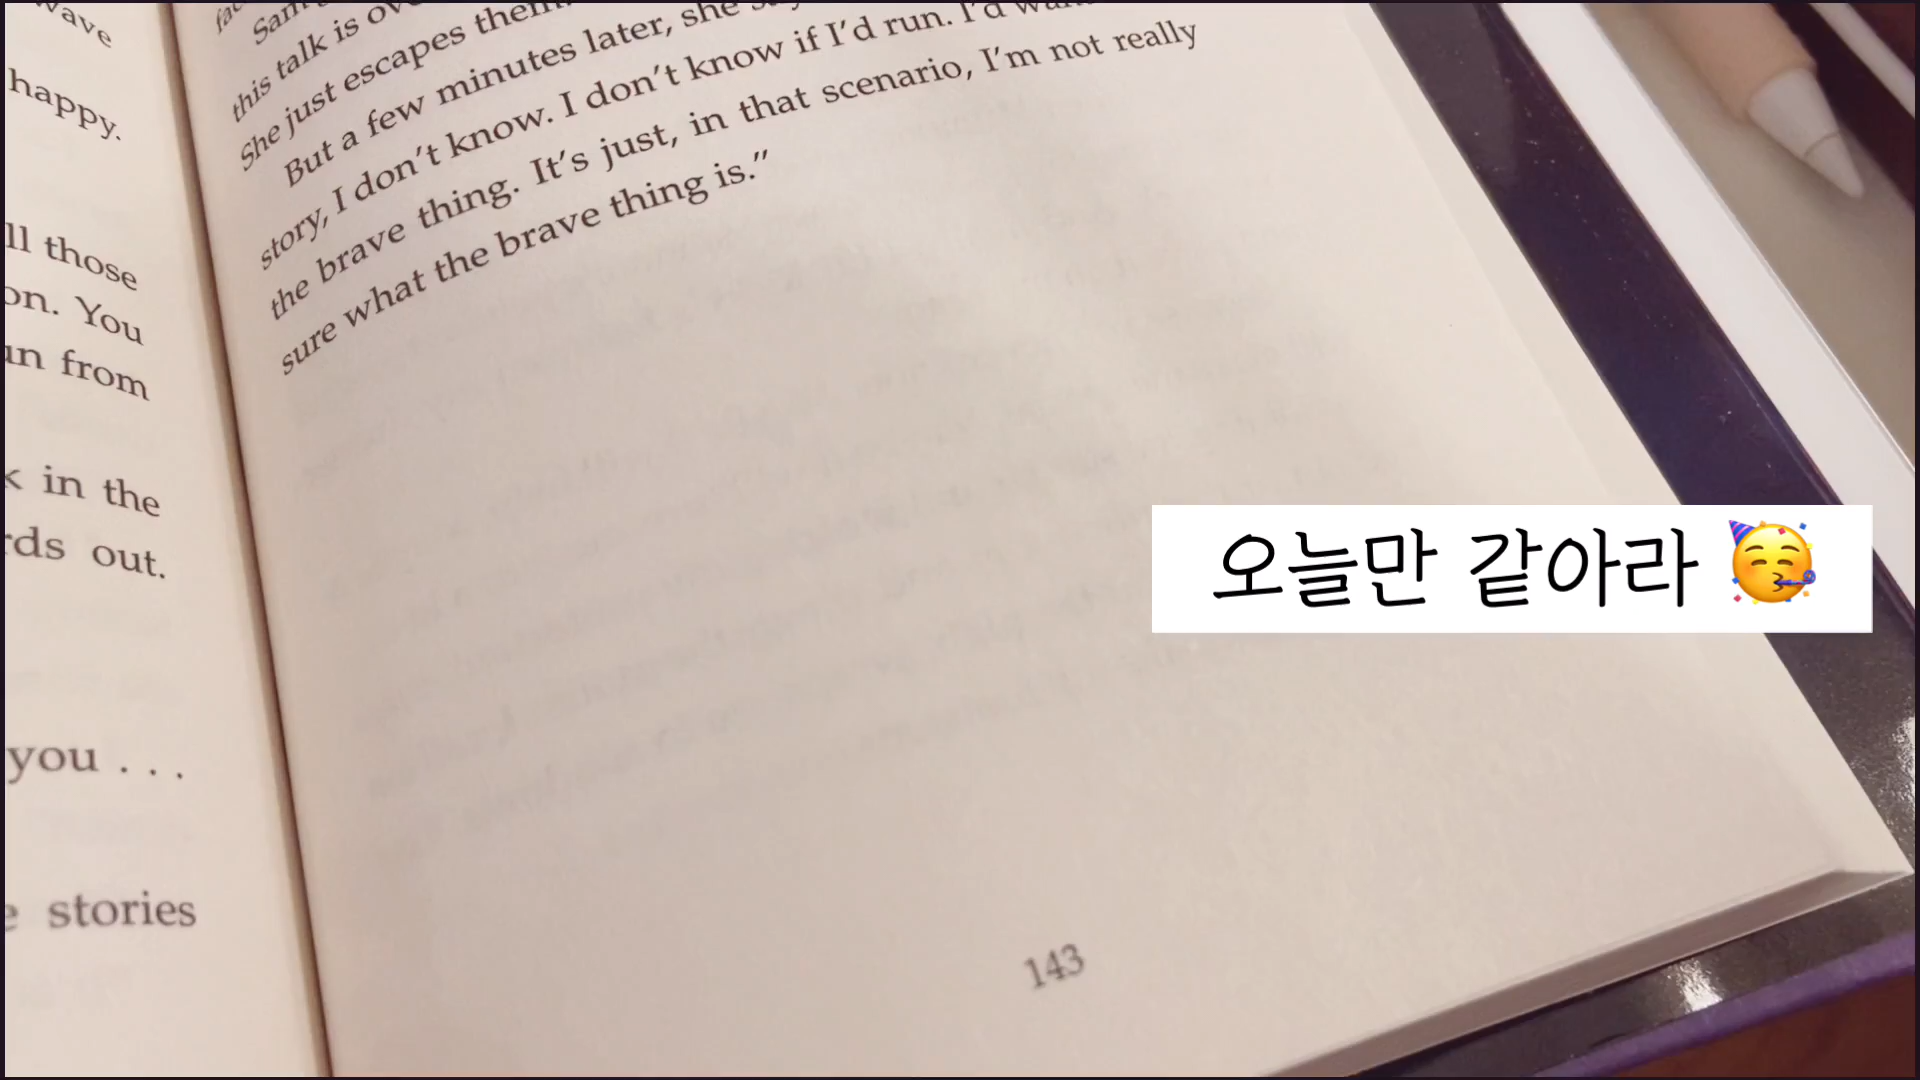 wave
happy.
ll those
on. You
from
in the
rds out.
you . . .
stories
this talk is
She just escapes them.
But a few minutes later, she
story, I don't know. I don't know if I'd run. I'd
the brave thing. It's just, in that scenario, I'm not really
sure what the brave thing is.”
143
오늘만 같아라 🥳